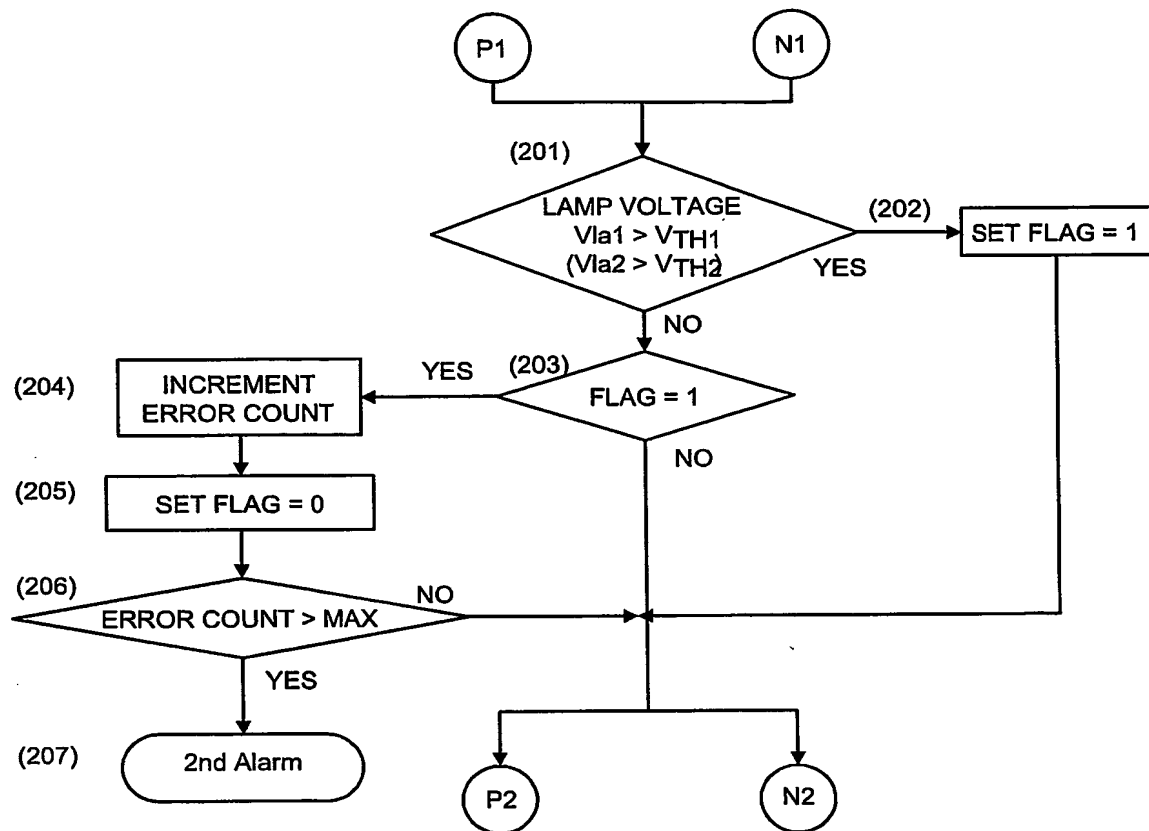 P1
N1
(201)
LAMP VOLTAGE
Vla1 > VTH1
(Vla2 > VTH2)
(202)
YES
SET FLAG = 1
NO
(203)
FLAG = 1
YES
NO
(204)
INCREMENT
ERROR COUNT
(205)
SET FLAG = 0
(206)
ERROR COUNT > MAX
NO
YES
(207)
2nd Alarm
P2
N2